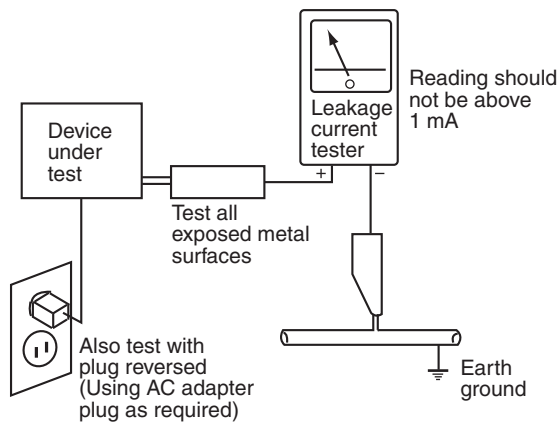 Device
under
test
Leakage
current
tester
+ –
Reading should
not be above
1 mA
Test all
exposed metal
surfaces
Also test with
plug reversed
(Using AC adapter
plug as required)
Earth
ground